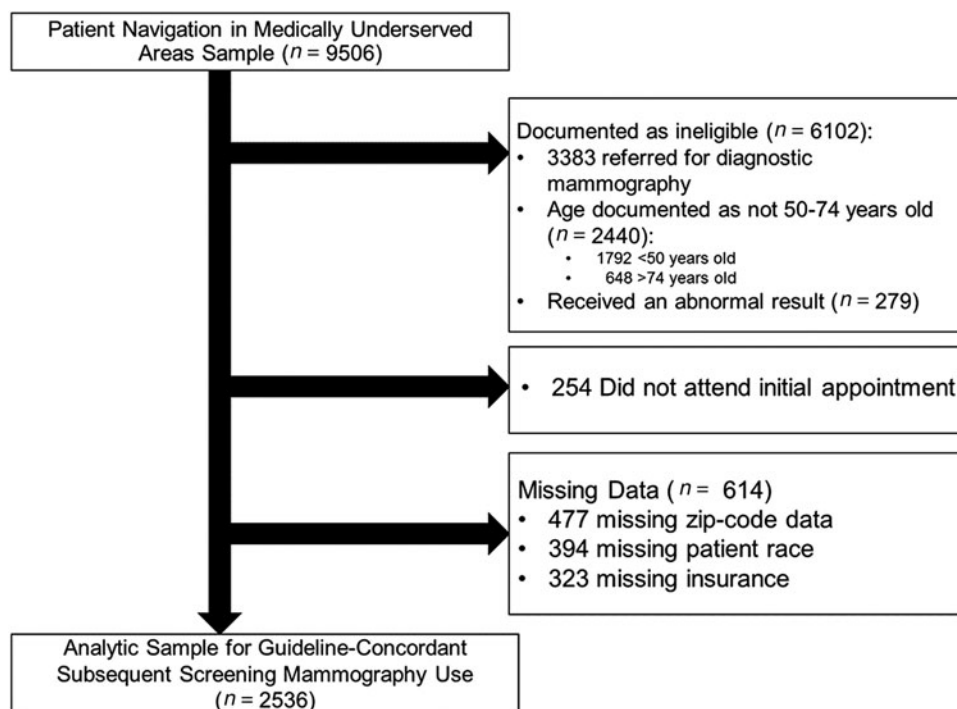 Patient Navigation in Medically Underserved
Areas Sample (n = 9506)
Documented as ineligible (n = 6102):
• 3383 referred for diagnostic
mammography
• Age documented as not 50-74 years old
(n = 2440):
• 1792 <50 years old
• 648 >74 years old
• Received an abnormal result (n = 279)
• 254 Did not attend initial appointment
Missing Data (n = 614)
• 477 missing zip-code data
• 394 missing patient race
• 323 missing insurance
Analytic Sample for Guideline-Concordant
Subsequent Screening Mammography Use
(n = 2536)